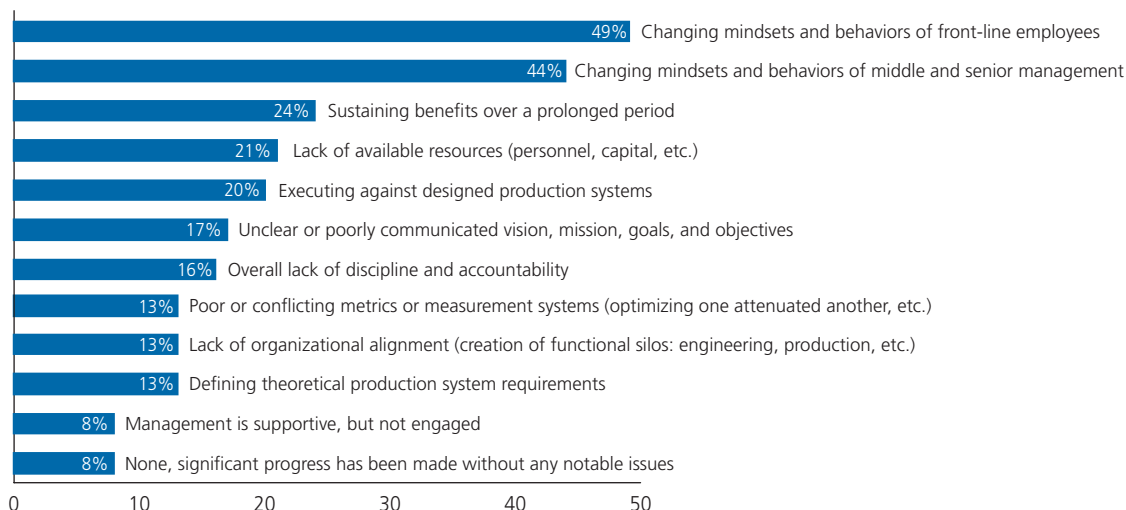 49% Changing mindsets and behaviors of front-line employees
44% Changing mindsets and behaviors of middle and senior management
24% Sustaining benefits over a prolonged period
21% Lack of available resources (personnel, capital, etc.)
20% Executing against designed production systems
17% Unclear or poorly communicated vision, mission, goals, and objectives
16% Overall lack of discipline and accountability
13% Poor or conflicting metrics or measurement systems (optimizing one attenuated another, etc.)
13% Lack of organizational alignment (creation of functional silos: engineering, production, etc.)
13% Defining theoretical production system requirements
8% Management is supportive, but not engaged
8% None, significant progress has been made without any notable issues
0 10 20 30 40 50